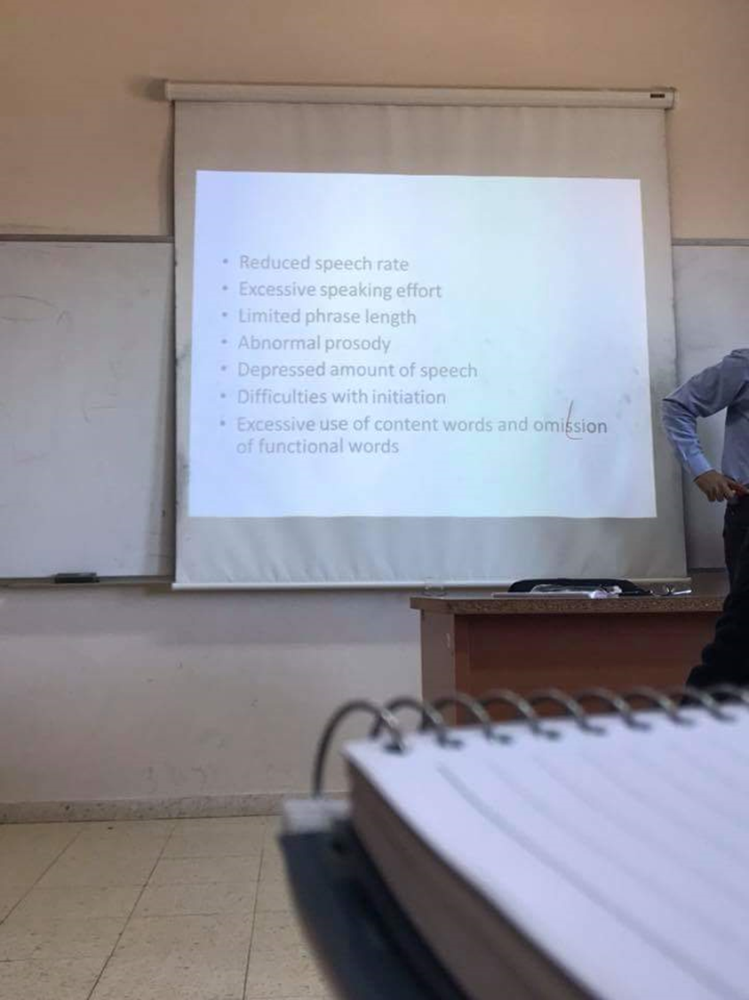 • Reduced speech rate
• Excessive speaking effort
• Limited phrase length
• Abnormal prosody
• Depressed amount of speech
• Difficulties with initiation
• Excessive use of content words and omission
of functional words